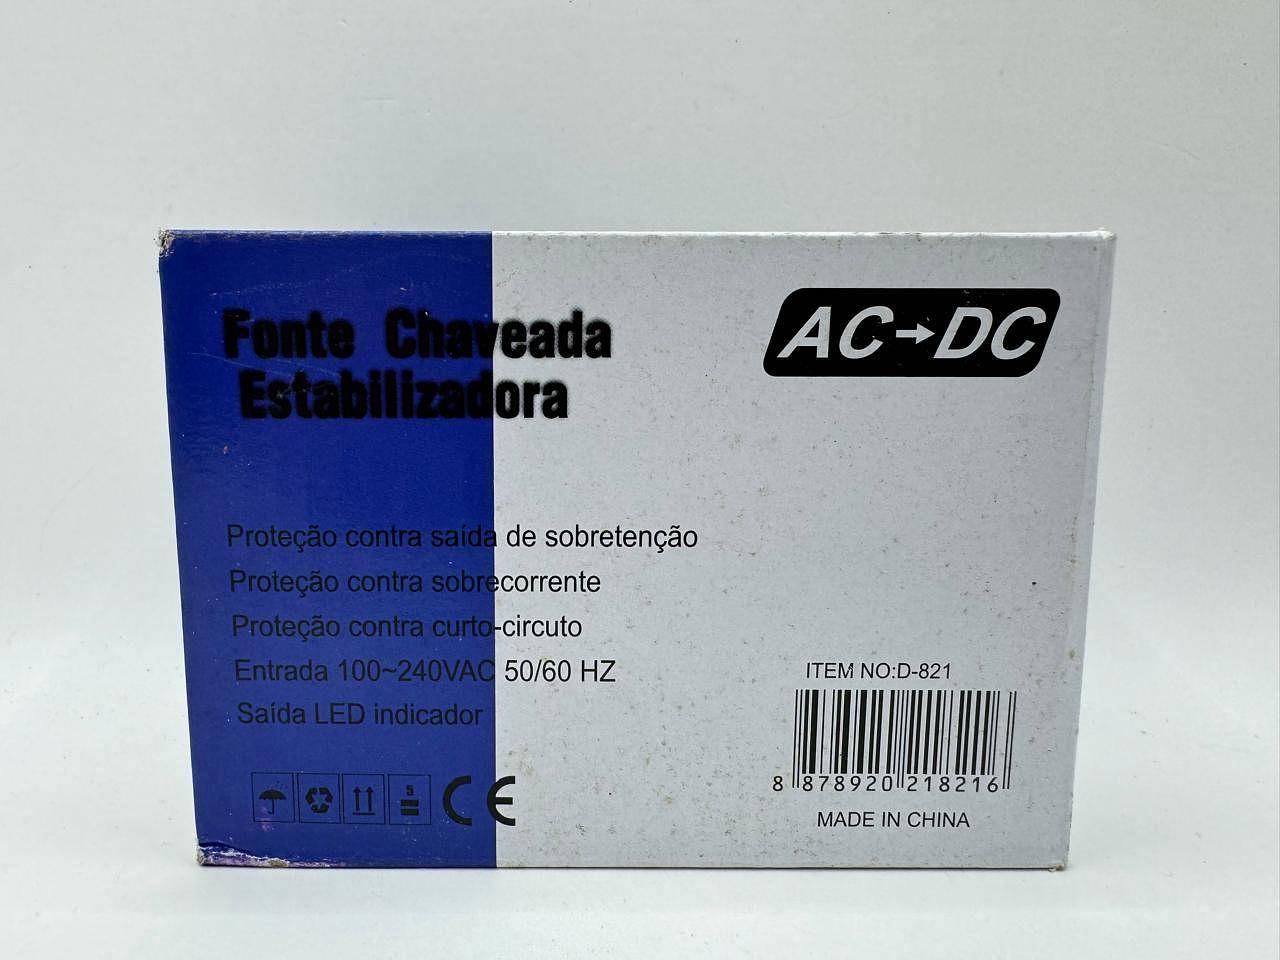 Fonte Chaveada
Estabilizadora
AC→DC
Proteção contra saída de sobretenção
Proteção contra sobrecorrente
Proteção contra curto-circuto
Entrada 100~240VAC 50/60 HZ
Saída LED indicador
5
CE
ITEM NO:D-821
8 878920 218216
MADE IN CHINA